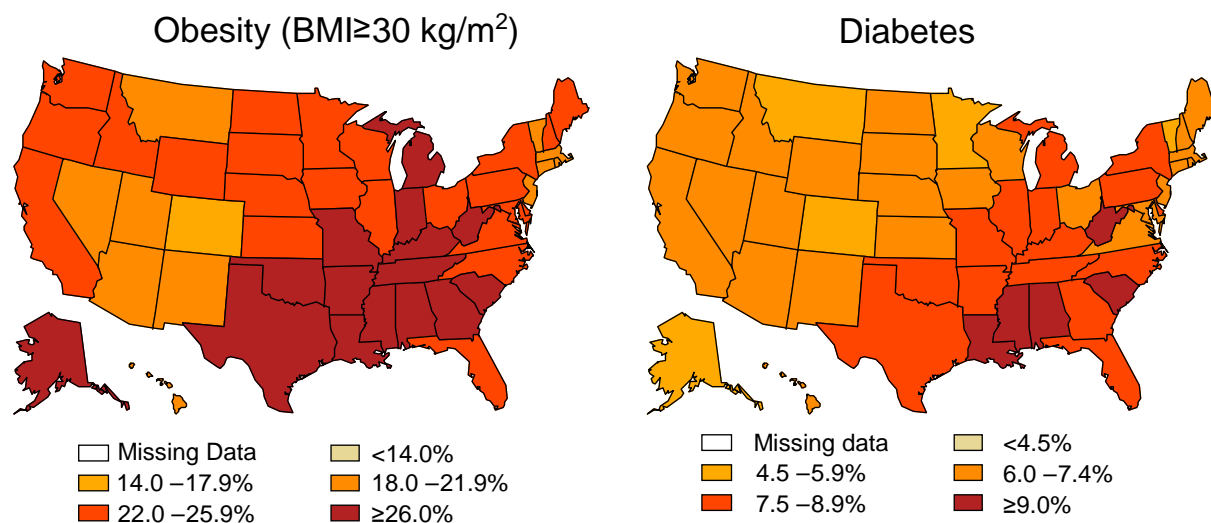 Obesity (BMI≥30 kg/m²)
Missing Data
<14.0%
14.0 –17.9%
18.0 –21.9%
22.0 –25.9%
≥26.0%
Diabetes
Missing data
<4.5%
4.5 –5.9%
6.0 –7.4%
7.5 –8.9%
≥9.0%